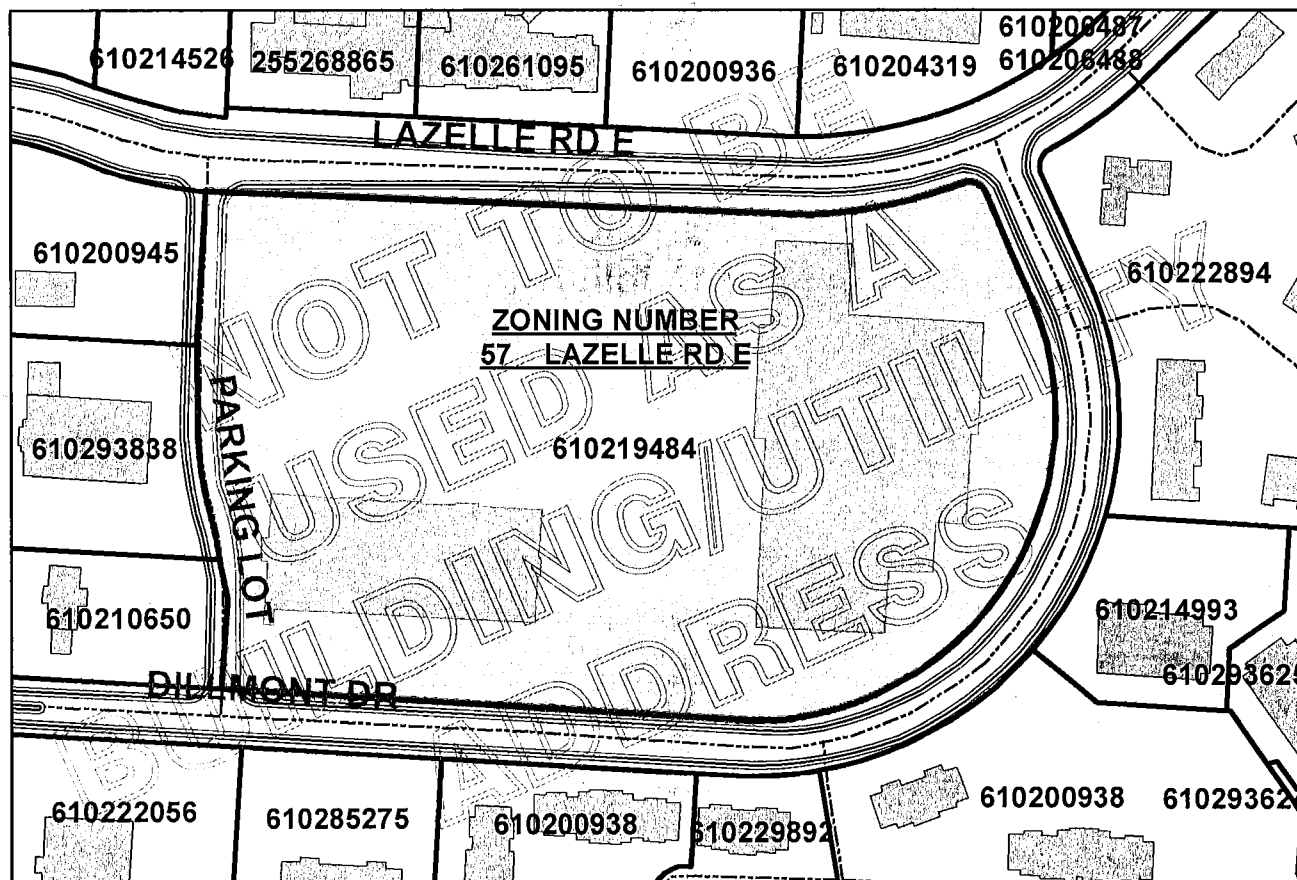 610206487
610214526
255268865
610261095
610200936
610204319
610206488
LAZELLE RD E
610200945
610222894
ZONING NUMBER
57 LAZELLE RD E
PARKING LOT
610293838
610219484
610210650
610214993
DILLMONT DR
610222056
610285275
610200938
610229892
610200938
NOT TO BE
USED AS A
BUILDING/UTILITY
ADDRESS